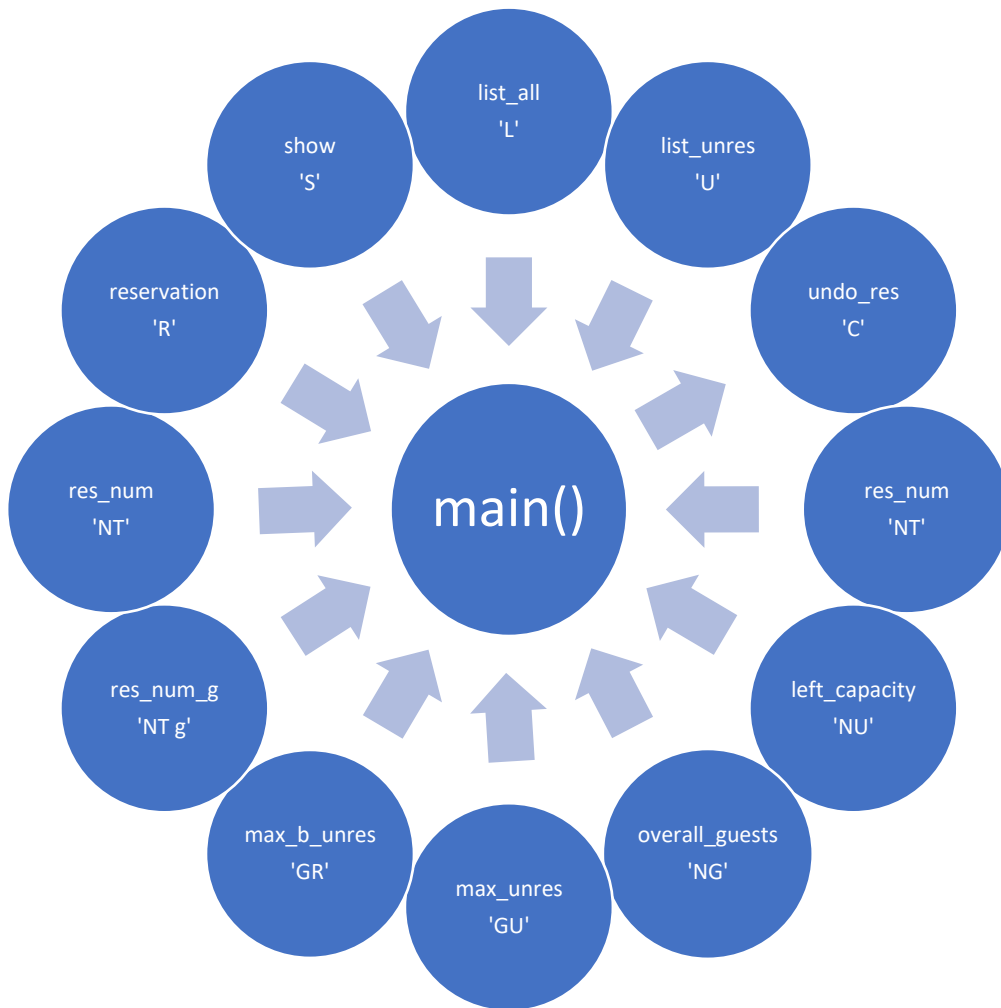 list_all
'L'
list_unres
'U'
undo_res
'C'
res_num
'NT'
left_capacity
'NU'
overall_guests
'NG'
max_unres
'GU'
max_b_unres
'GR'
res_num_g
'NT g'
res_num
'NT'
reservation
'R'
show
'S'
main()